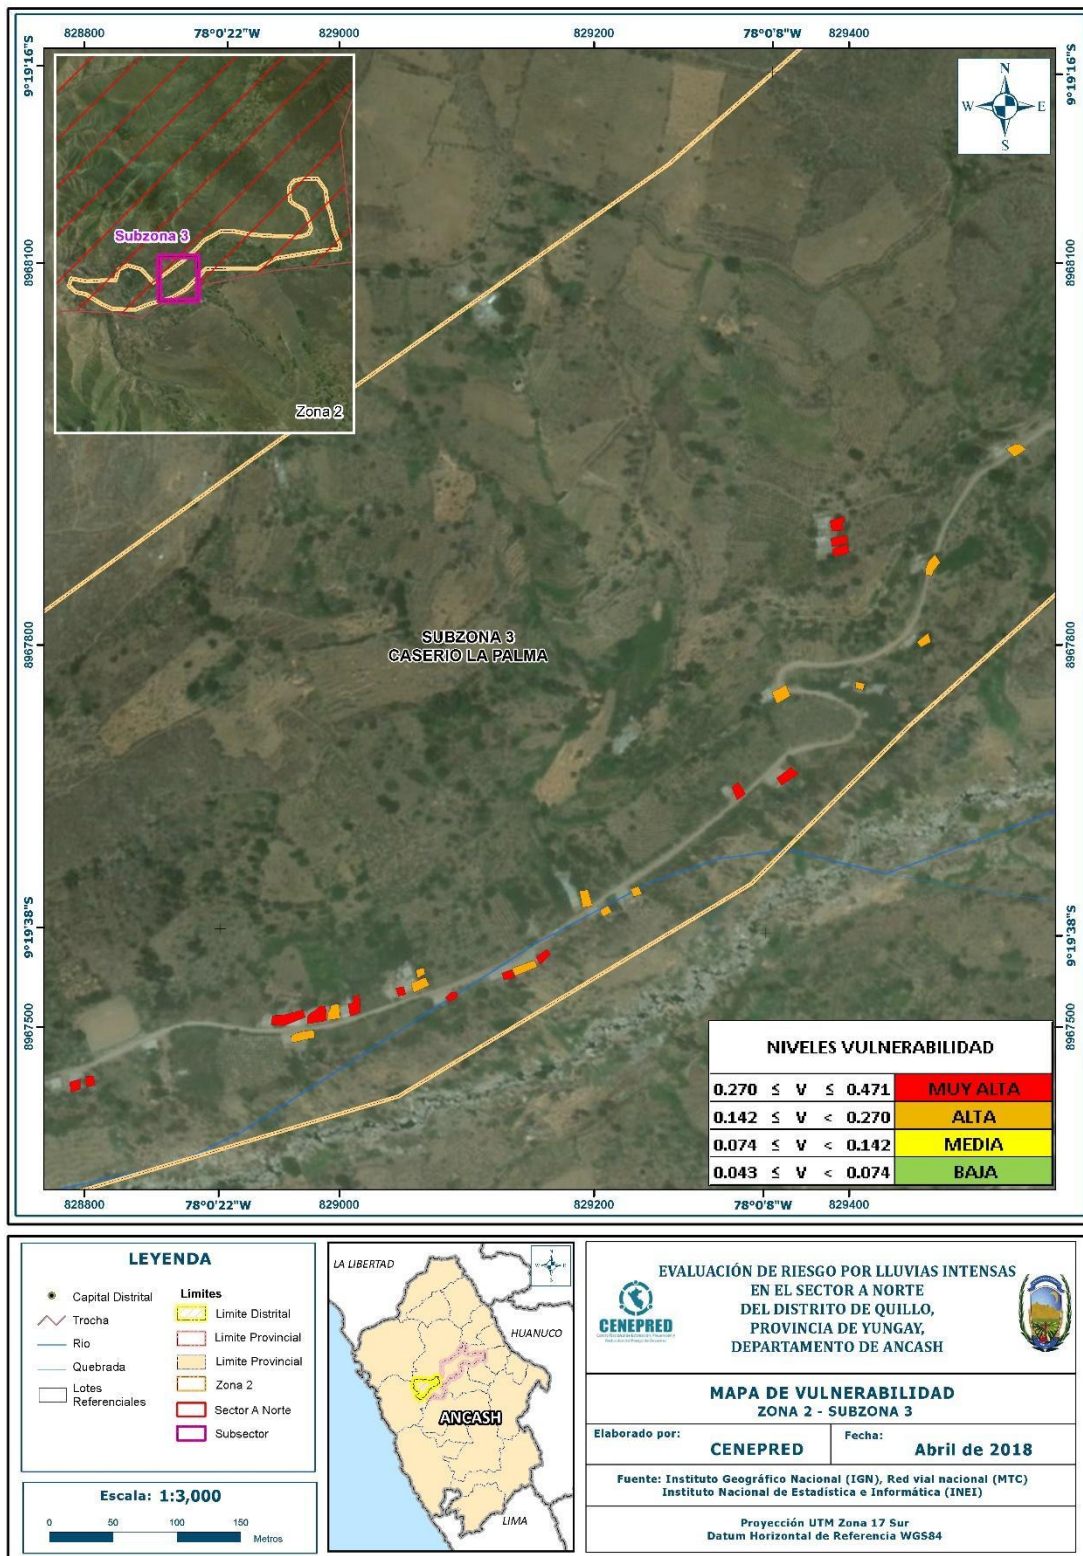 828800 78°0'22"W 829000 829200 78°0'8"W 829400
9°19'16"S
9°19'16"S
N
W E
S
Subzona 3
Zona 2
8968100
8968100
SUBZONA 3
CASERIO LA PALMA
8967800
8967800
9°19'38"S
9°19'38"S
8967500
8967500
NIVELES VULNERABILIDAD
0.270 ≤ V ≤ 0.471 MUY ALTA
0.142 ≤ V < 0.270 ALTA
0.074 ≤ V < 0.142 MEDIA
0.043 ≤ V < 0.074 BAJA
828800 78°0'22"W 829000 829200 78°0'8"W 829400
LEYENDA
Capital Distrital
Trocha
Rio
Quebrada
Lotes
Referenciales
Limites
Limite Distrital
Limite Provincial
Limite Provincial
Zona 2
Sector A Norte
Subsector
Escala: 1:3,000
0 50 100 150
Metros
LA LIBERTAD
HUANUCO
ANCASH
LIMA
CENEPRED
EVALUACIÓN DE RIESGO POR LLUVIAS INTENSAS
EN EL SECTOR A NORTE
DEL DISTRITO DE QUILLO,
PROVINCIA DE YUNGAY,
DEPARTAMENTO DE ANCASH
MAPA DE VULNERABILIDAD
ZONA 2 - SUBZONA 3
Elaborado por:
CENEPRED
Fecha:
Abril de 2018
Fuente: Instituto Geográfico Nacional (IGN), Red vial nacional (MTC)
Instituto Nacional de Estadística e Informática (INEI)
Proyección UTM Zona 17 Sur
Datum Horizontal de Referencia WGS84